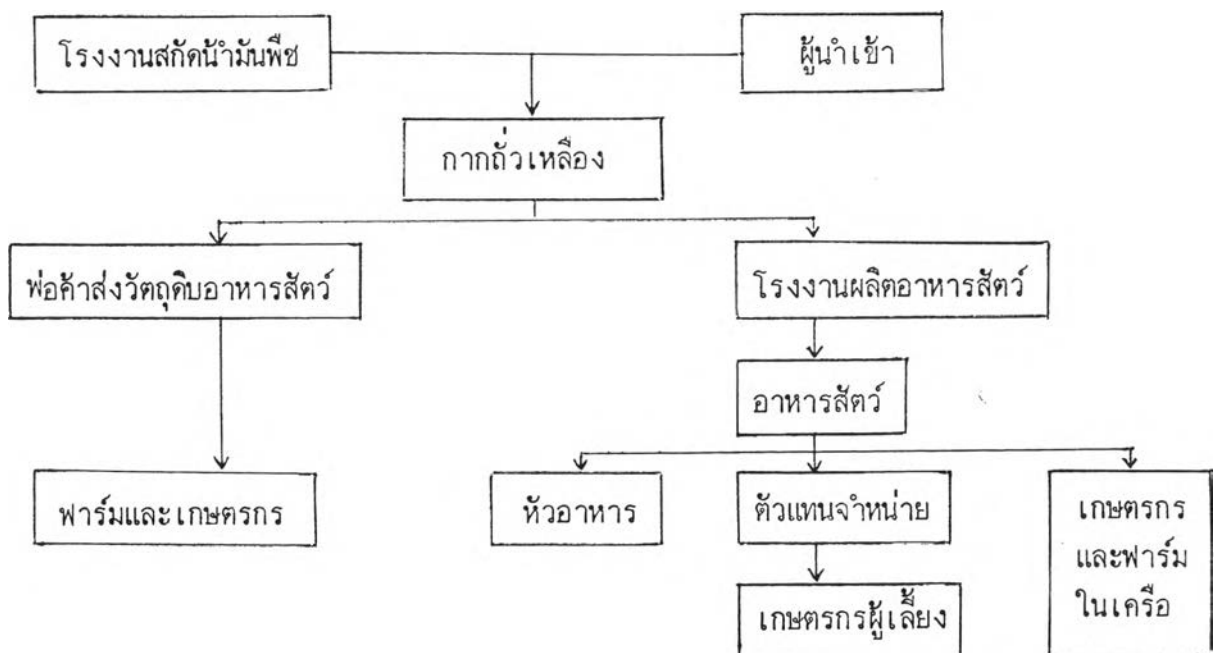 โรงงานสกัดน้ำมันพืช
ผู้นำเข้า
กากถั่วเหลือง
พ่อค้าส่งวัตถุดิบอาหารสัตว์
โรงงานผลิตอาหารสัตว์
อาหารสัตว์
ฟาร์มและเกษตรกร
หัวอาหาร
ตัวแทนจำหน่าย
เกษตรกร
และฟาร์ม
ในเครือ
เกษตรกรผู้เลี้ยง